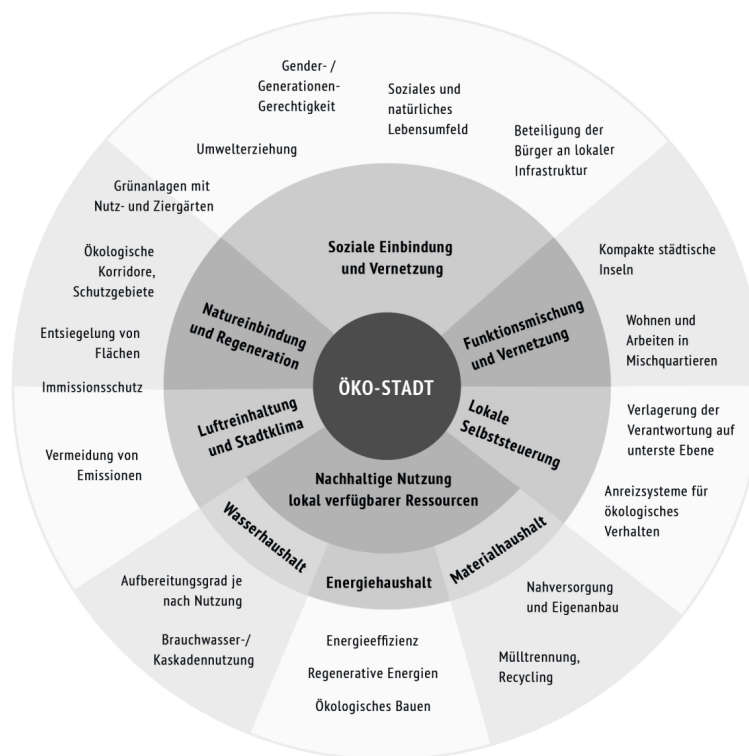 Gender- /
Generationen-
Gerechtigkeit
Soziales und
natürliches
Lebensumfeld
Beteiligung der
Bürger an lokaler
Infrastruktur
Umwelterziehung
Grünanlagen mit
Nutz- und Ziergärten
Ökologische
Korridore,
Schutzgebiete
Entsiegelung von
Flächen
Immissionsschutz
Vermeidung von
Emissionen
Soziale Einbindung
und Vernetzung
Natureinbindung
und Regeneration
Funktionsmischung
und Vernetzung
ÖKO-STADT
Luftreinhaltung
und Stadtklima
Lokale
Selbststeuerung
Nachhaltige Nutzung
lokal verfügbarer Ressourcen
Wasserhaushalt
Energiehaushalt
Materialhaushalt
Kompakte städtische
Inseln
Wohnen und
Arbeiten in
Mischquartieren
Verlagerung der
Verantwortung auf
unterste Ebene
Anreizsysteme für
ökologisches
Verhalten
Aufbereitungsgrad je
nach Nutzung
Brauchwasser-/
Kaskadennutzung
Energieeffizienz
Regenerative Energien
Ökologisches Bauen
Nahversorgung
und Eigenanbau
Mülltrennung,
Recycling